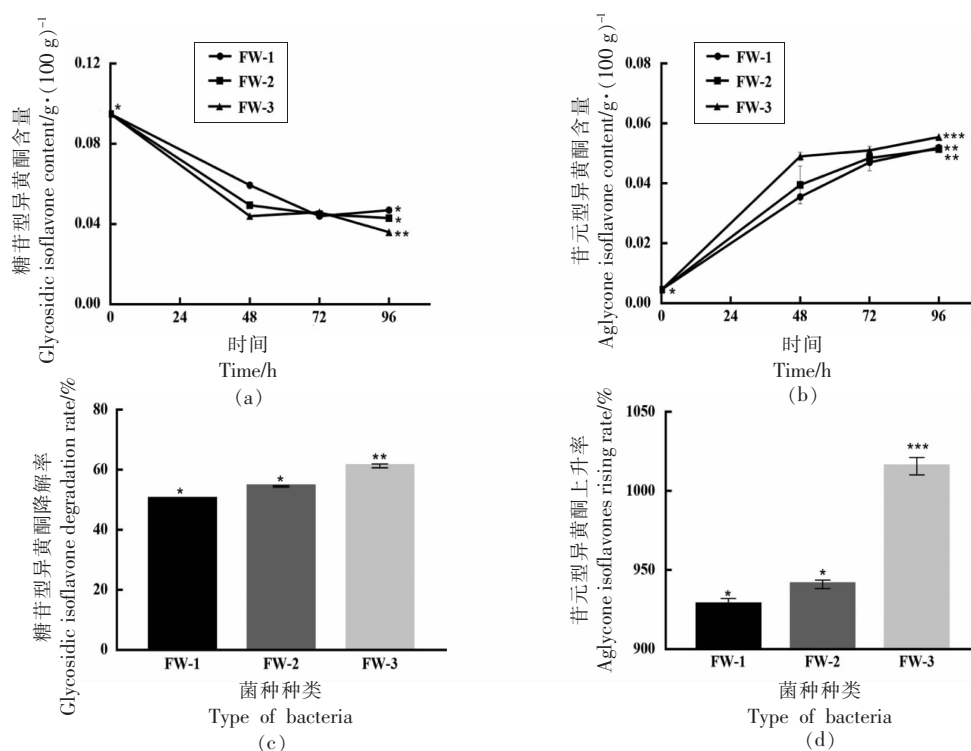 糖苷型异黄酮含量
Glycosidic isoflavone content/g·(100 g)⁻¹
0.12
0.08
0.04
0.00
FW-1
FW-2
FW-3
*
*
*
**
0
24
48
72
96
时间
Time/h
(a)
苷元型异黄酮含量
Aglycone isoflavone content/g·(100 g)⁻¹
0.08
0.06
0.04
0.02
0.00
FW-1
FW-2
FW-3
*
***
**
**
0
24
48
72
96
时间
Time/h
(b)
糖苷型异黄酮降解率
Glycosidic isoflavone degradation rate/%
80
60
40
20
0
*
*
**
FW-1
FW-2
FW-3
菌种种类
Type of bacteria
(c)
苷元型异黄酮上升率
Aglycone isoflavones rising rate/%
1050
1000
950
900
*
*
***
FW-1
FW-2
FW-3
菌种种类
Type of bacteria
(d)